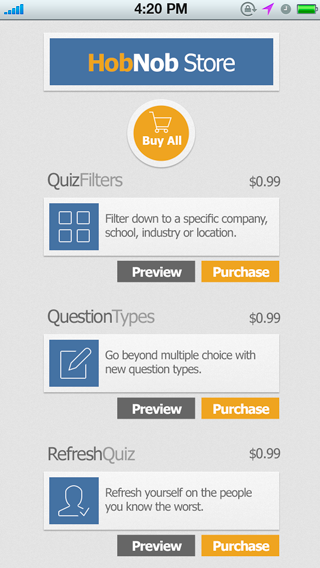 4:20 PM
HobNob Store
Buy All
QuizFilters
$0.99
Filter down to a specific company,
school, industry or location.
Preview
Purchase
QuestionTypes
$0.99
Go beyond multiple choice with
new question types.
Preview
Purchase
RefreshQuiz
$0.99
Refresh yourself on the people
you know the worst.
Preview
Purchase